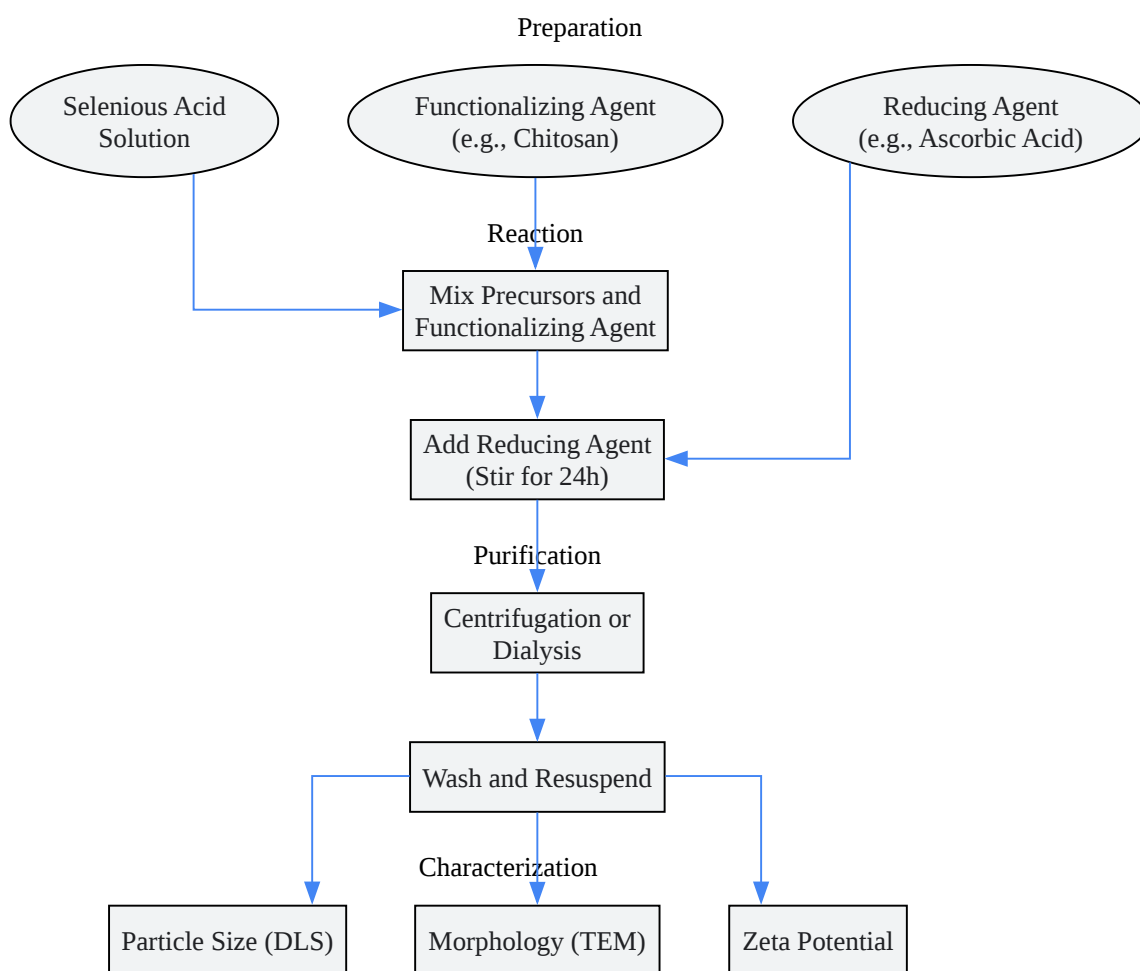 Preparation
Selenious Acid
Solution
Functionalizing Agent
(e.g., Chitosan)
Reducing Agent
(e.g., Ascorbic Acid)
Reaction
Mix Precursors and
Functionalizing Agent
Add Reducing Agent
(Stir for 24h)
Purification
Centrifugation or
Dialysis
Wash and Resuspend
Characterization
Particle Size (DLS)
Morphology (TEM)
Zeta Potential